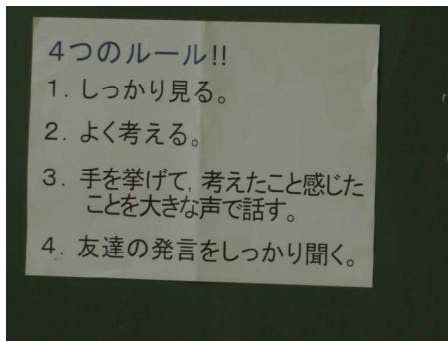 4つのルール!!
1. しっかり見る。
2. よく考える。
3. 手を挙げて, 考えたこと感じた
ことを大きな声で話す。
4. 友達の発言をしっかり聞く。